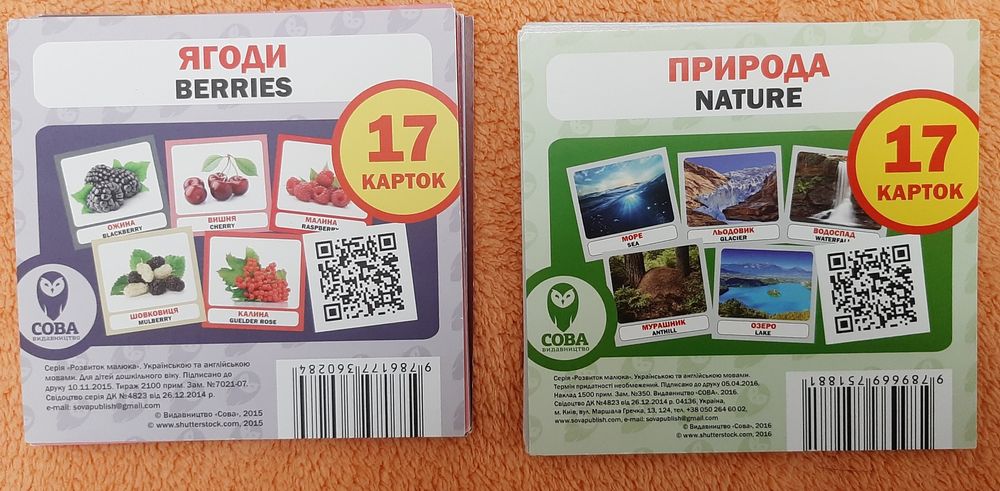 ЯГОДИ
BERRIES
17
КАРТОК
ОЖИНА
BLACKBERRY
ВИШНЯ
CHERRY
МАЛИНА
RASPBERRY
ШОВКОВИЦЯ
MULBERRY
КАЛИНА
GUELDER ROSE
СОВА
ВИДАВНИЦТВО
Серія «Розвиток малюка», Українською та англійською
мовами. Для дітей дошкільного віку. Підписано до
друку 10.11.2015. Тираж 2100 прим. Зам. №7021-07.
Свідоцтво серія ДК №4823 від 26.12.2014 р.
e-mail: sovapublish@gmail.com
© Видавництво «Сова», 2015
© www.shutterstock.com, 2015
9 786177 360284
ПРИРОДА
NATURE
17
КАРТОК
МОРЕ
SEA
ЛЬОДОВИК
GLACIER
ВОДОСПАД
WATERFALL
МУРАШНИК
ANTHILL
ОЗЕРО
LAKE
СОВА
ВИДАВНИЦТВО
Серія «Розвиток малюка». Українською та англійською мовами.
Термін придатності необмежений. Підписано до друку 05.04.2016.
Наклад 1500 прим. Зам. №350. Видавництво «СОВА», 2016.
Свідоцтво ДК №4823 від 26.12.2014 р. 04136, Україна,
м. Київ, вул. Маршала Гречка, 13, 124, тел. +38 050 264 60 02,
www.sovapublish.com, e-mail: sovapublish@gmail.com
© Видавництво «Сова», 2016
© www.shutterstock.com, 2016
9 789669 751881